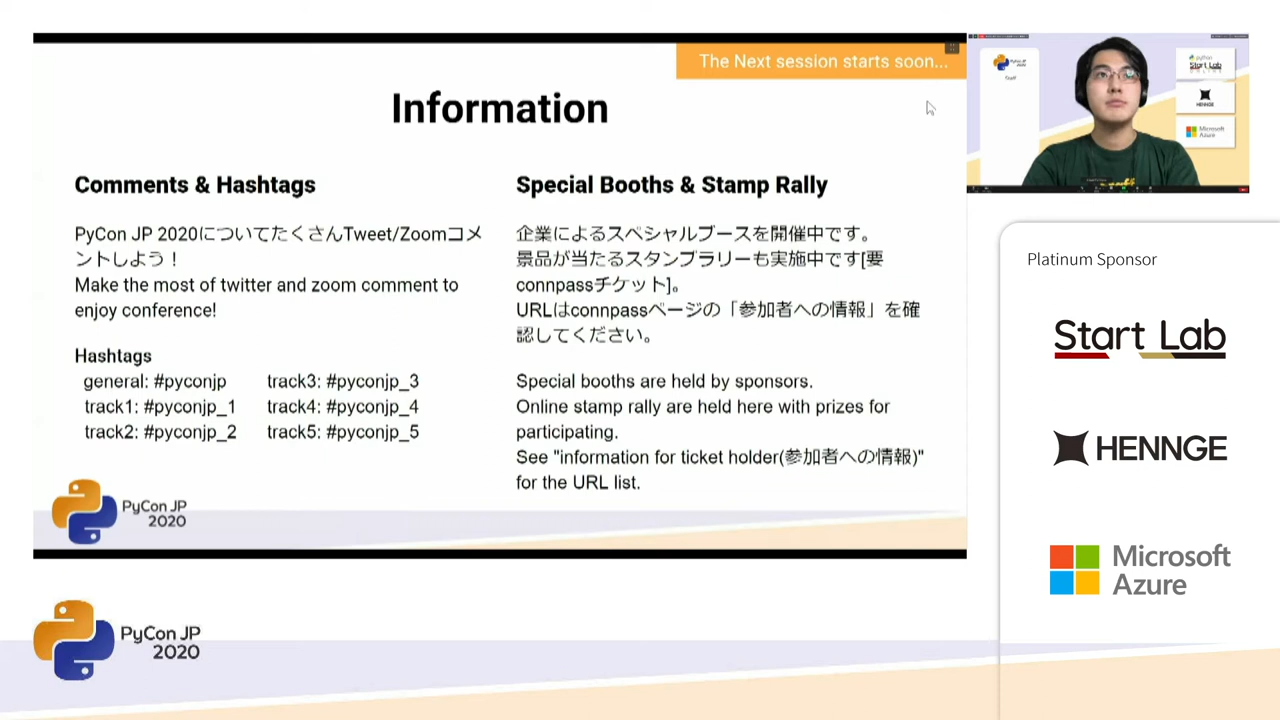 The Next session starts soon...
Information
Comments & Hashtags
PyCon JP 2020についてたくさんTweet/Zoomコメ
ントしよう！
Make the most of twitter and zoom comment to
enjoy conference!
Hashtags
general: #pyconjp
track1: #pyconjp_1
track2: #pyconjp_2
track3: #pyconjp_3
track4: #pyconjp_4
track5: #pyconjp_5
Special Booths & Stamp Rally
企業によるスペシャルブースを開催中です。
景品が当たるスタンプラリーも実施中です[要
connpassチケット]。
URLはconnpassページの「参加者への情報」を確
認してください。
Special booths are held by sponsors.
Online stamp rally are held here with prizes for
participating.
See "information for ticket holder(参加者への情報)"
for the URL list.
PyCon JP
2020
PyCon JP
2020
python
Start Lab
ONLINE
HENNGE
Microsoft
Azure
Platinum Sponsor
Start Lab
HENNGE
Microsoft
Azure
PyCon JP
2020